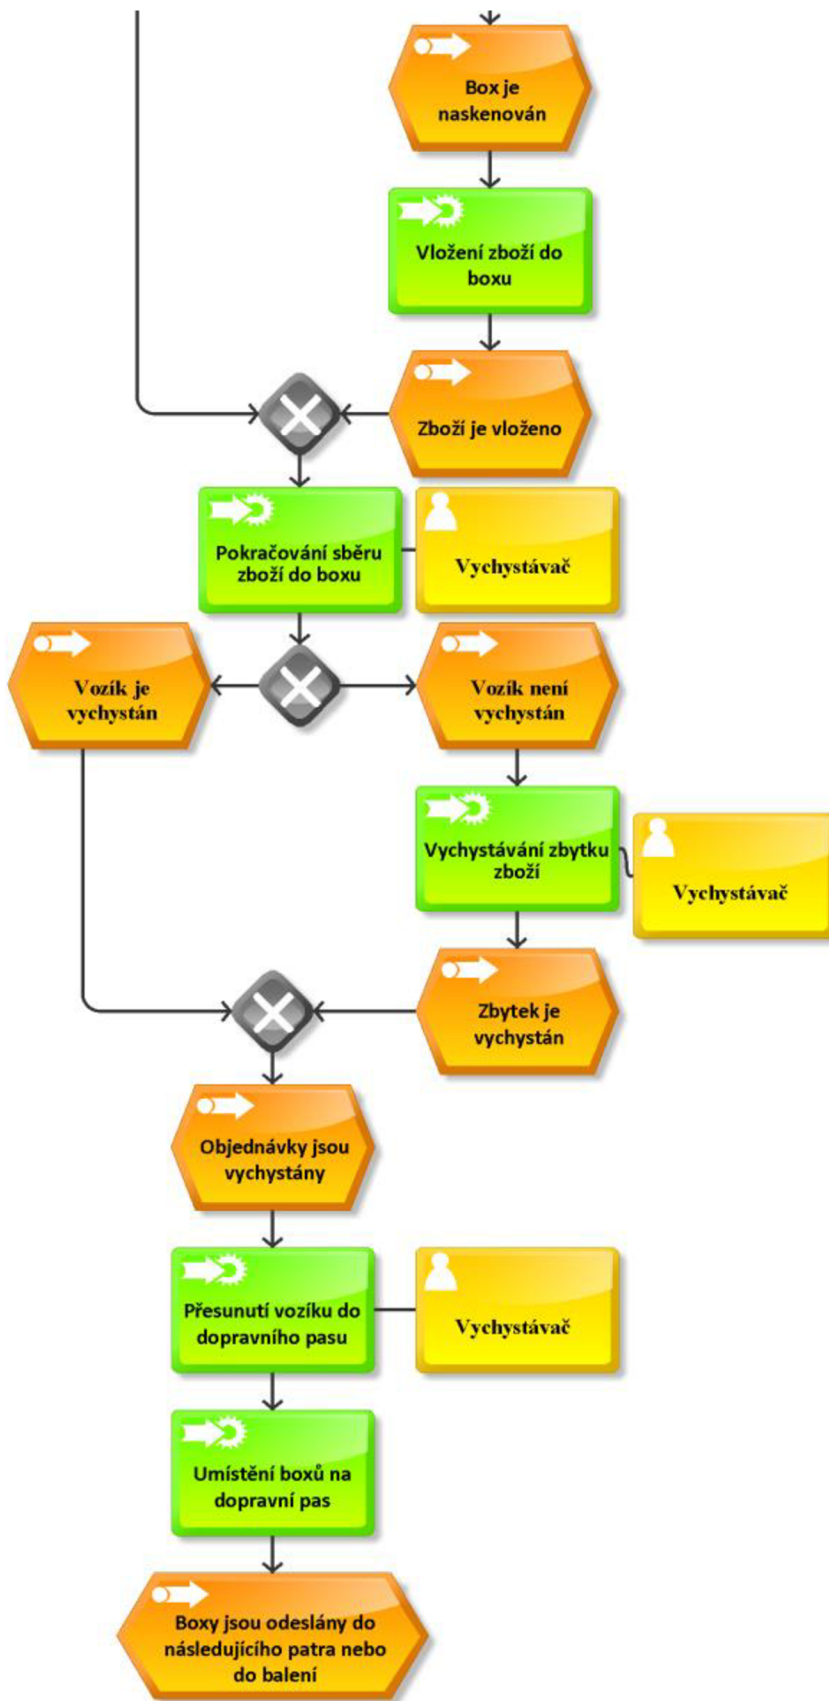 Box je
naskenován
Vložení zboží do
boxu
Zboží je vloženo
Pokračování sběru
zboží do boxu
Vychystávač
Vozík je
vychystán
Vozík není
vychystán
Vychystávání zbytku
zboží
Vychystávač
Zbytek je
vychystán
Objednávky jsou
vychystány
Přesunutí vozíku do
dopravního pasu
Vychystávač
Umístění boxů na
dopravní pas
Boxy jsou odeslány do
následujícího patra nebo
do balení